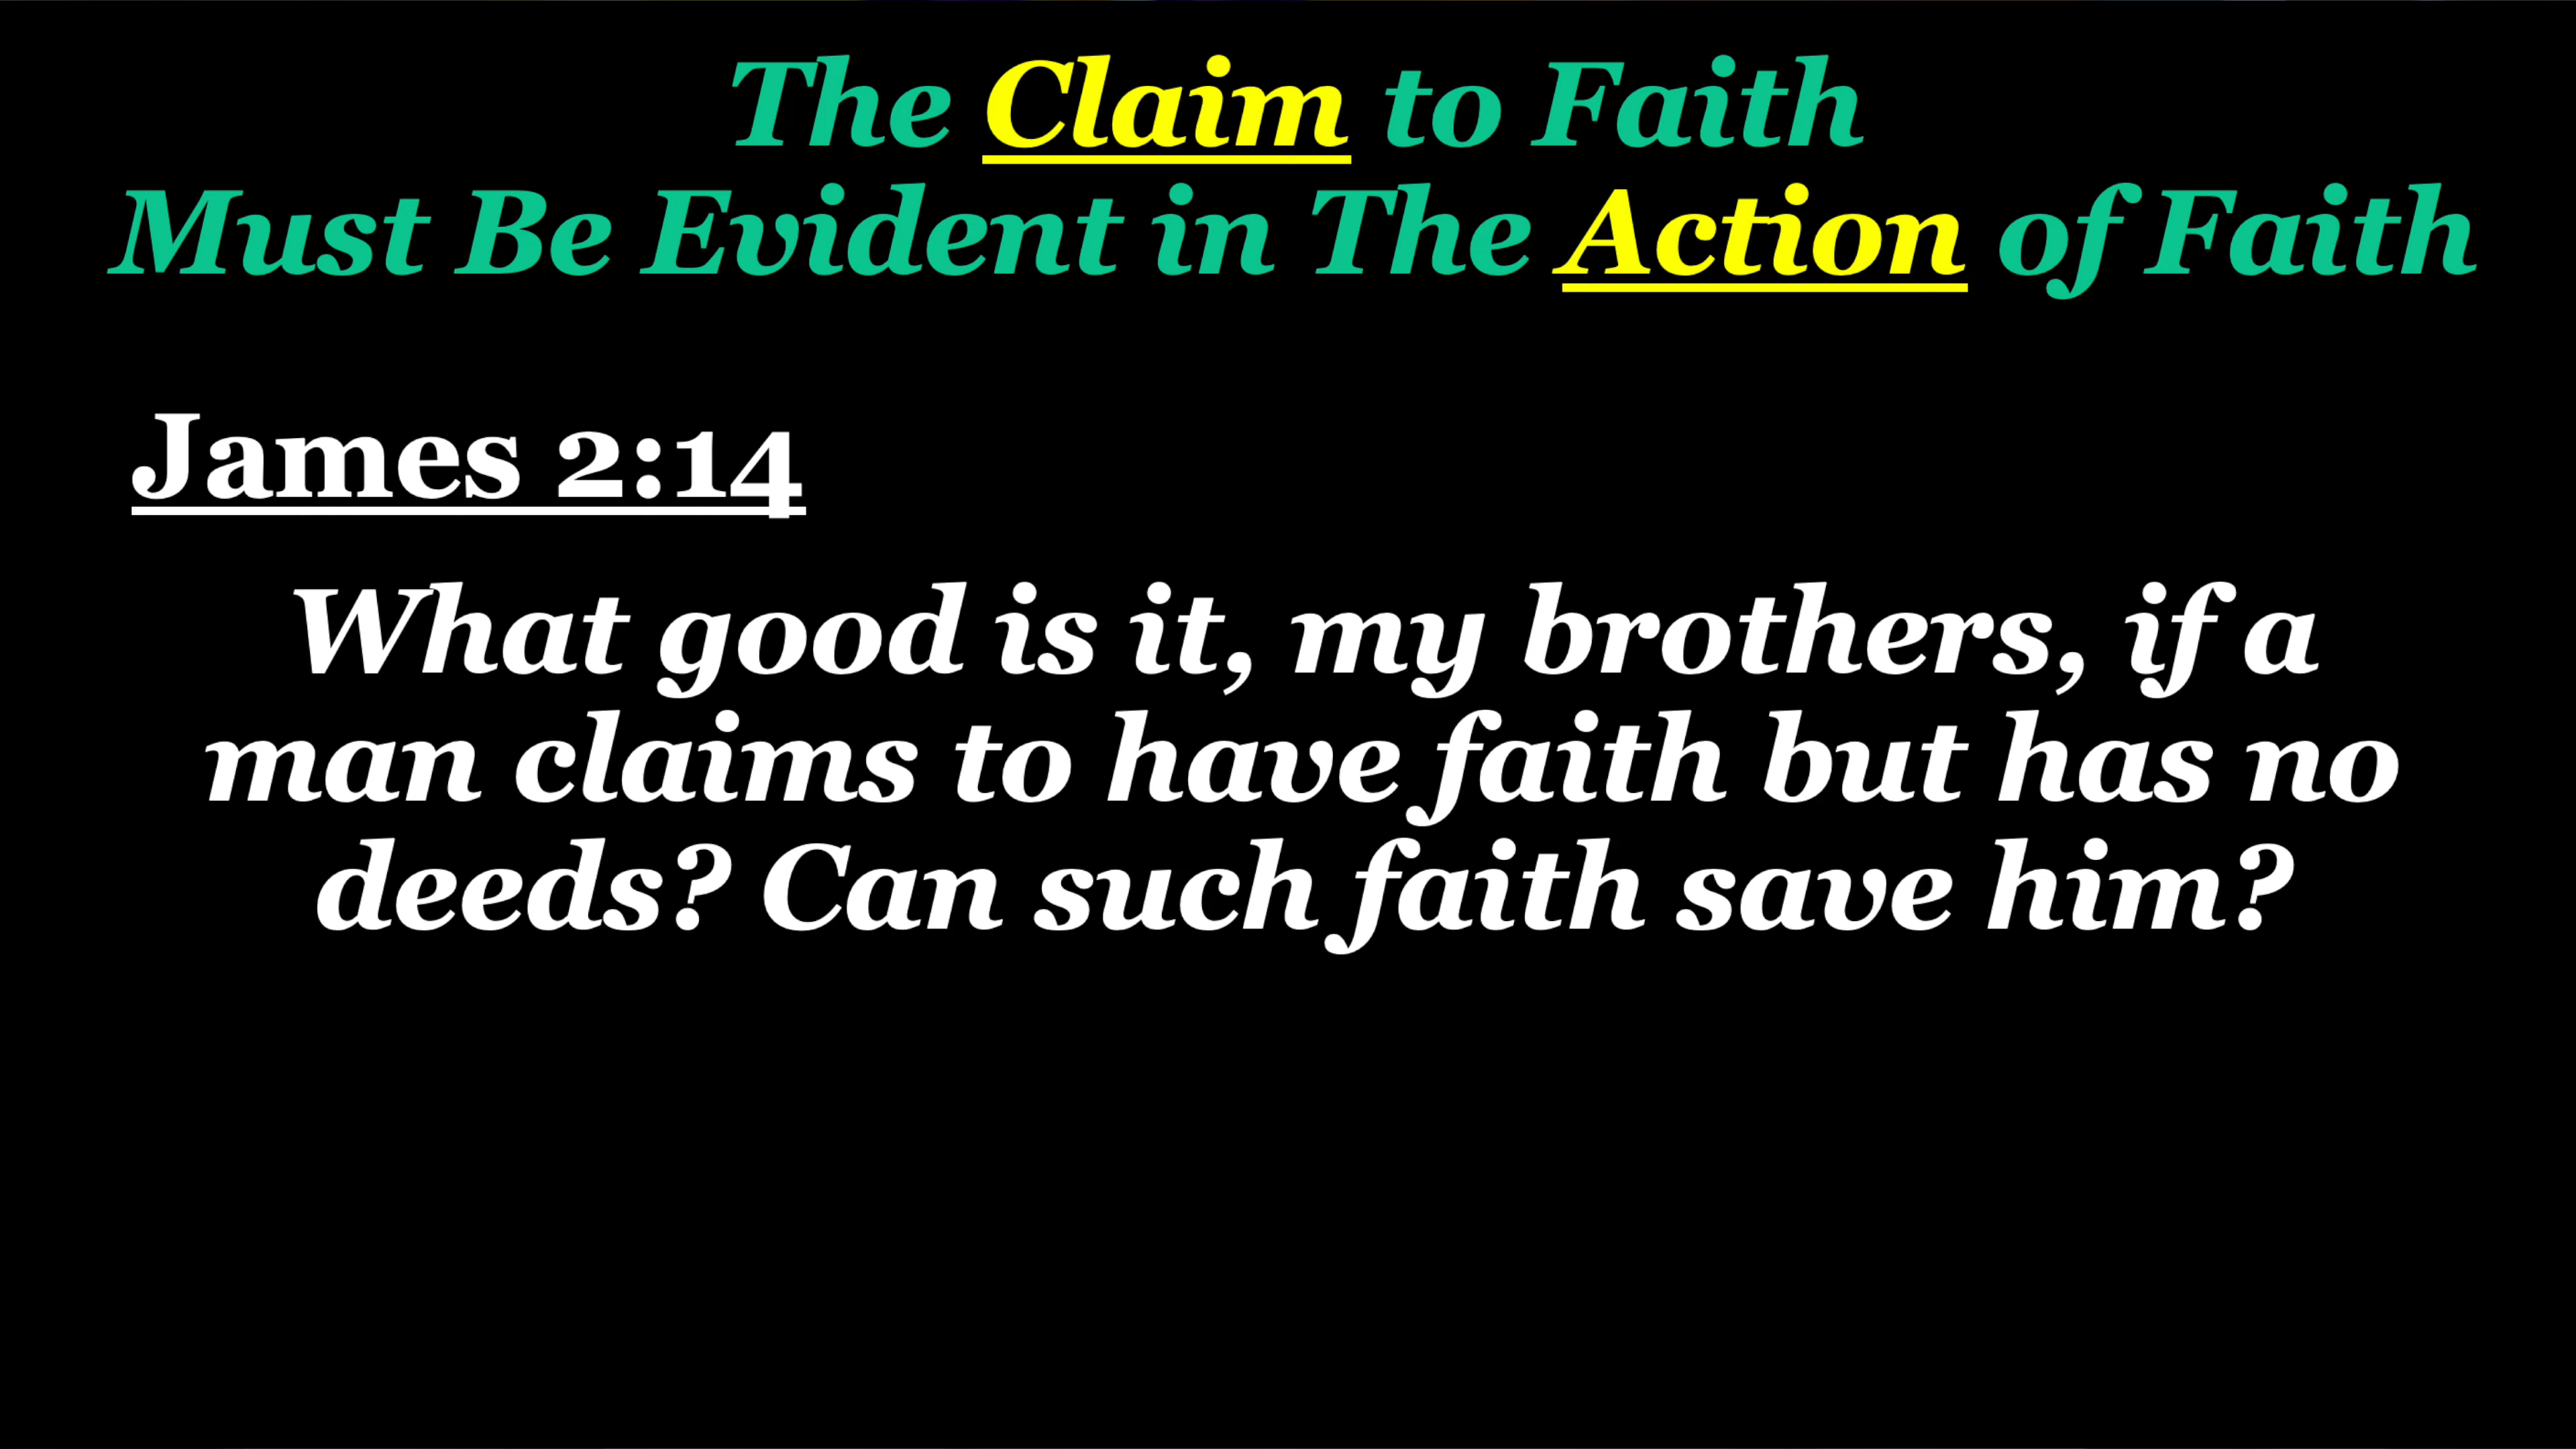 The Claim to Faith
Must Be Evident in The Action of Faith
James 2:14
What good is it, my brothers, if a
man claims to have faith but has no
deeds? Can such faith save him?